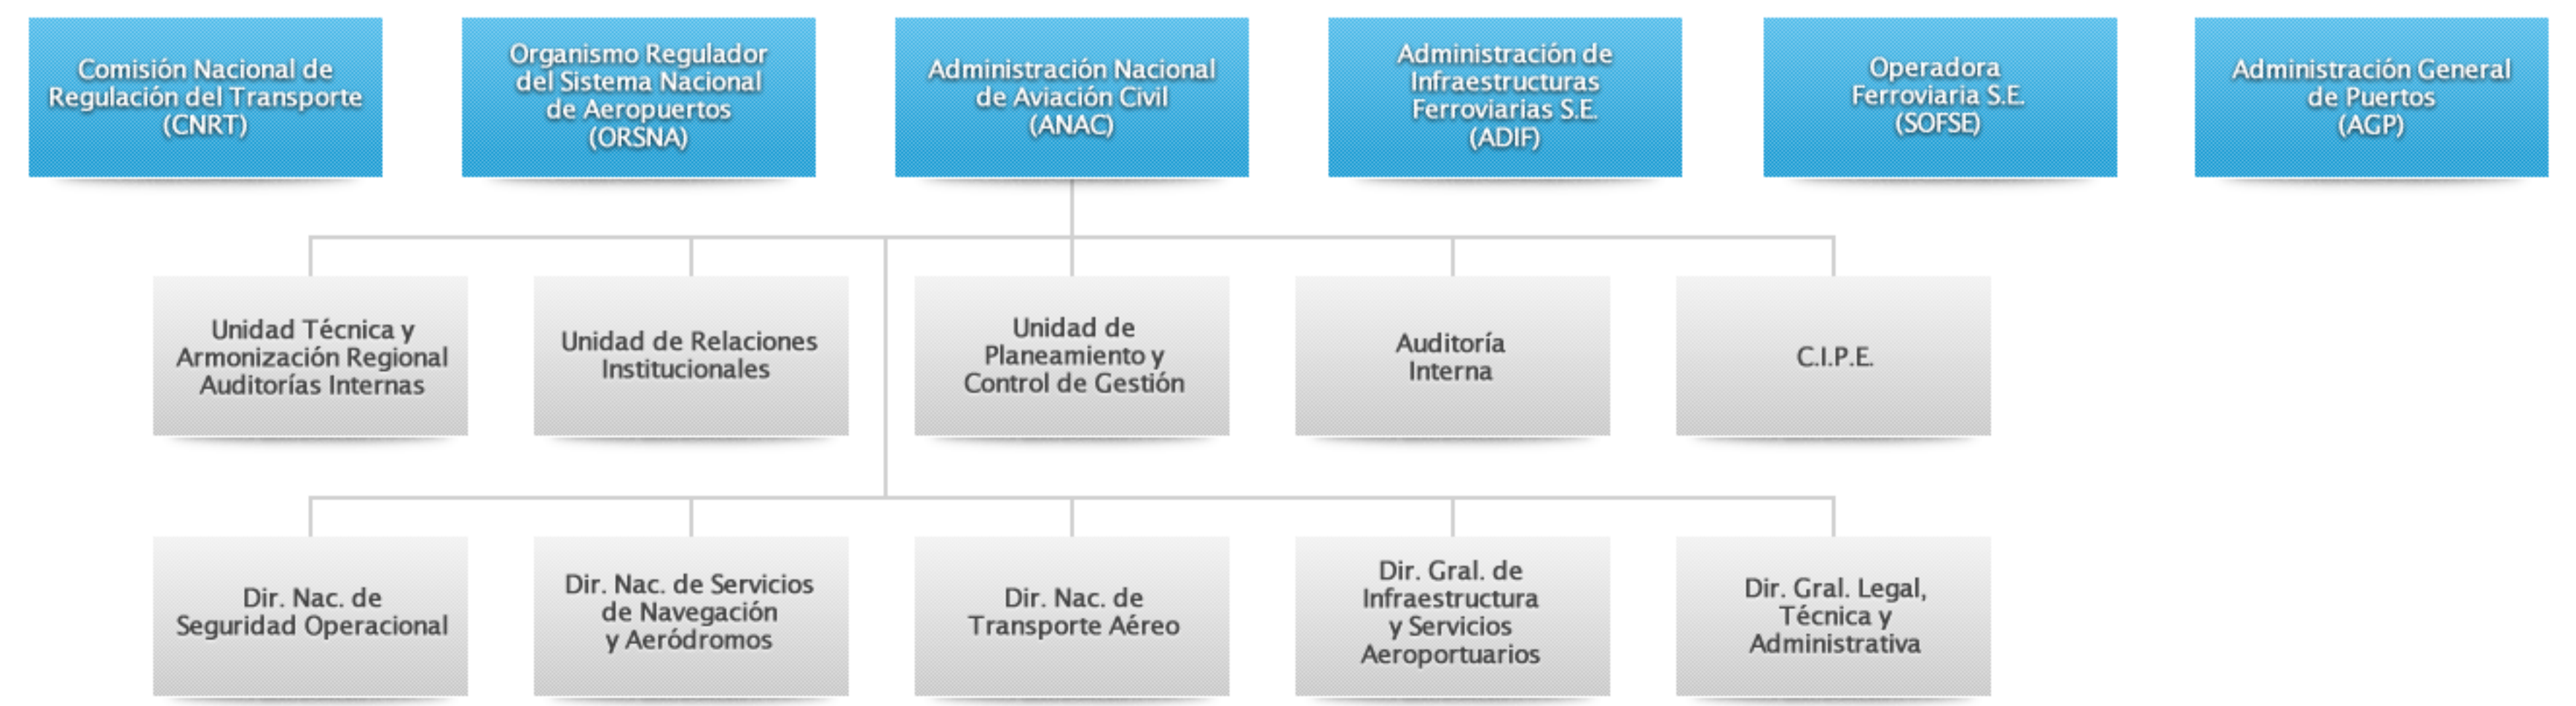 Comisión Nacional de
Regulación del Transporte
(CNRT)
Organismo Regulador
del Sistema Nacional
de Aeropuertos
(ORSNA)
Administración Nacional
de Aviación Civil
(ANAC)
Administración de
Infraestructuras
Ferroviarias S.E.
(ADIF)
Operadora
Ferroviaria S.E.
(SOFSE)
Administración General
de Puertos
(AGP)
Unidad Técnica y
Armonización Regional
Auditorías Internas
Unidad de Relaciones
Institucionales
Unidad de
Planeamiento y
Control de Gestión
Auditoría
Interna
C.I.P.E.
Dir. Nac. de
Seguridad Operacional
Dir. Nac. de Servicios
de Navegación
y Aeródromos
Dir. Nac. de
Transporte Aéreo
Dir. Gral. de
Infraestructura
y Servicios
Aeroportuarios
Dir. Gral. Legal,
Técnica y
Administrativa